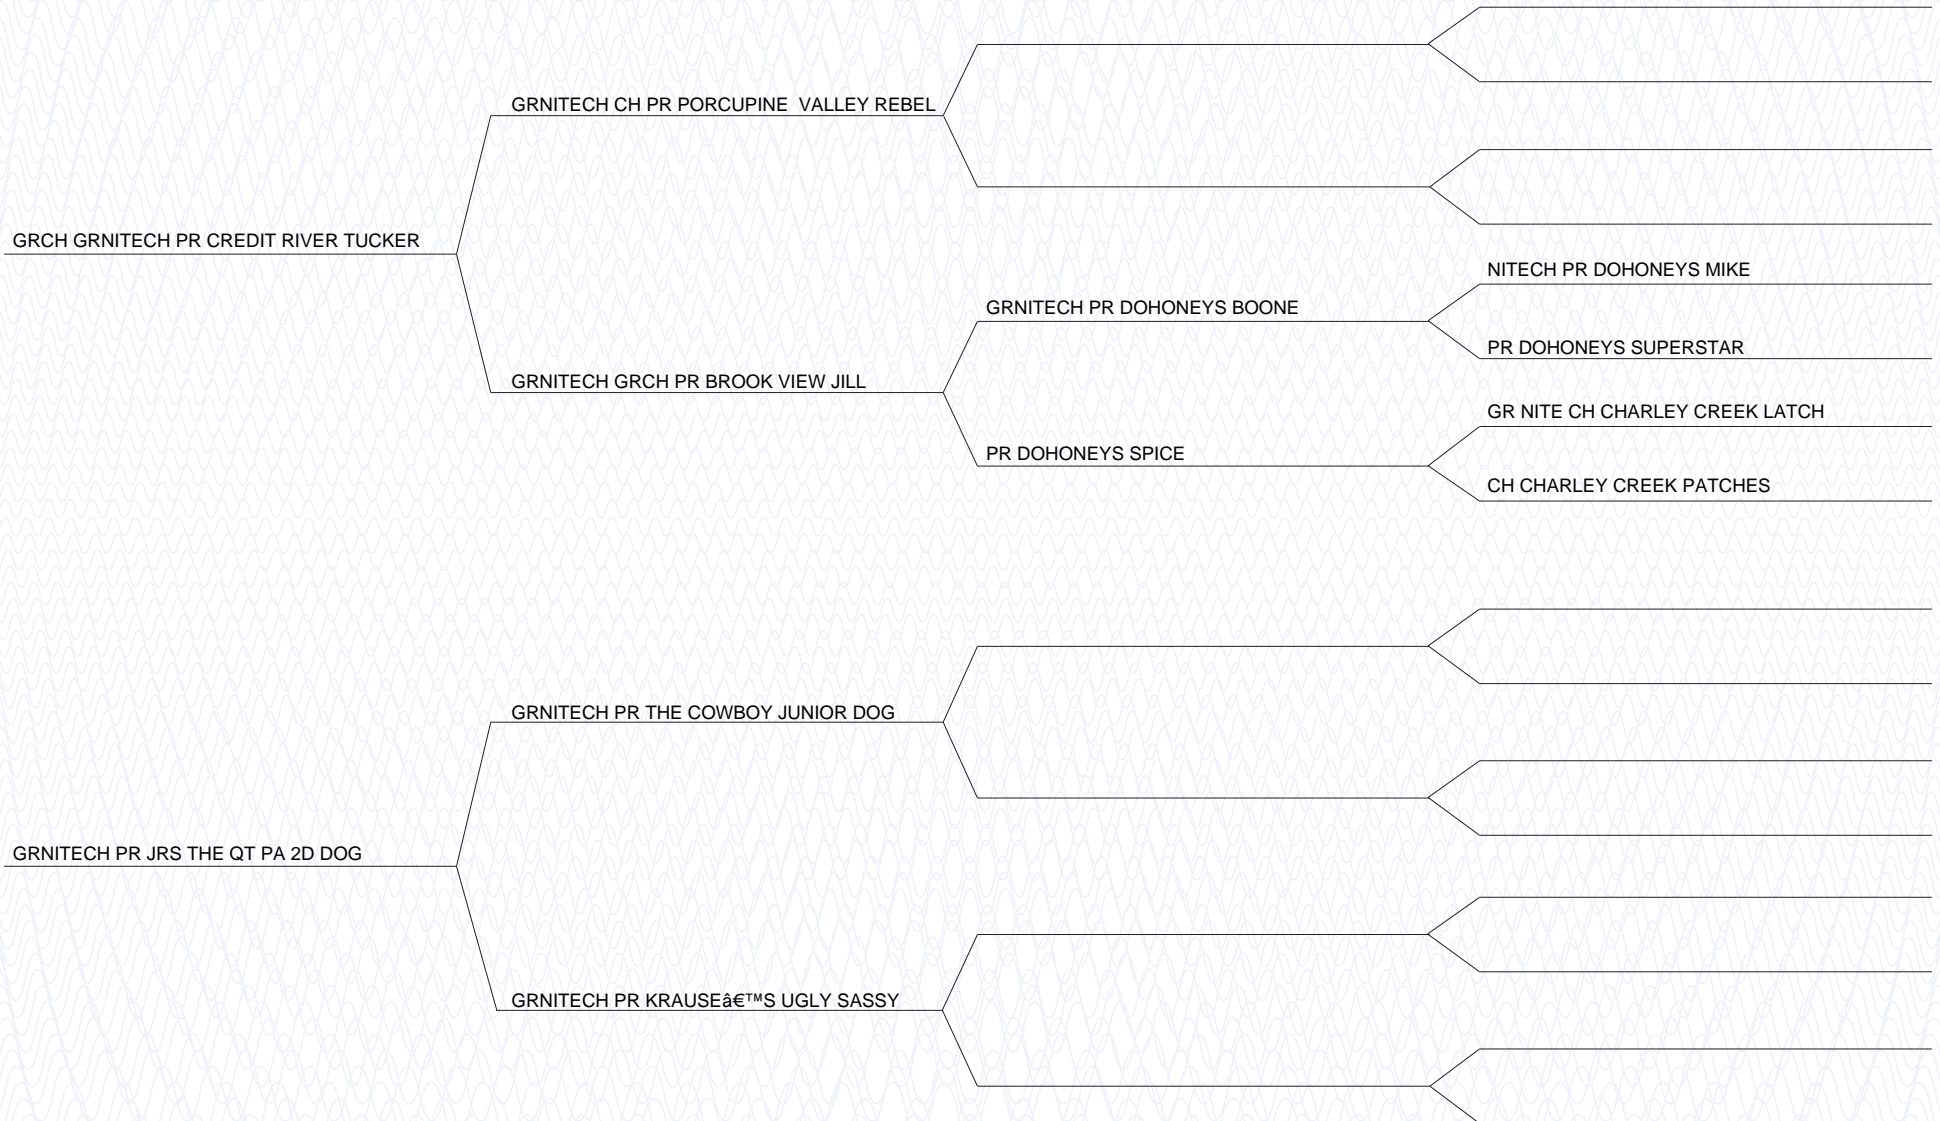 GRNITECH CH PR PORCUPINE  VALLEY REBEL
GRCH GRNITECH PR CREDIT RIVER TUCKER
NITECH PR DOHONEYS MIKE
GRNITECH PR DOHONEYS BOONE
PR DOHONEYS SUPERSTAR
GRNITECH GRCH PR BROOK VIEW JILL
GR NITE CH CHARLEY CREEK LATCH
PR DOHONEYS SPICE
CH CHARLEY CREEK PATCHES
GRNITECH PR THE COWBOY JUNIOR DOG
GRNITECH PR JRS THE QT PA 2D DOG
GRNITECH PR KRAUSEâ€™S UGLY SASSY